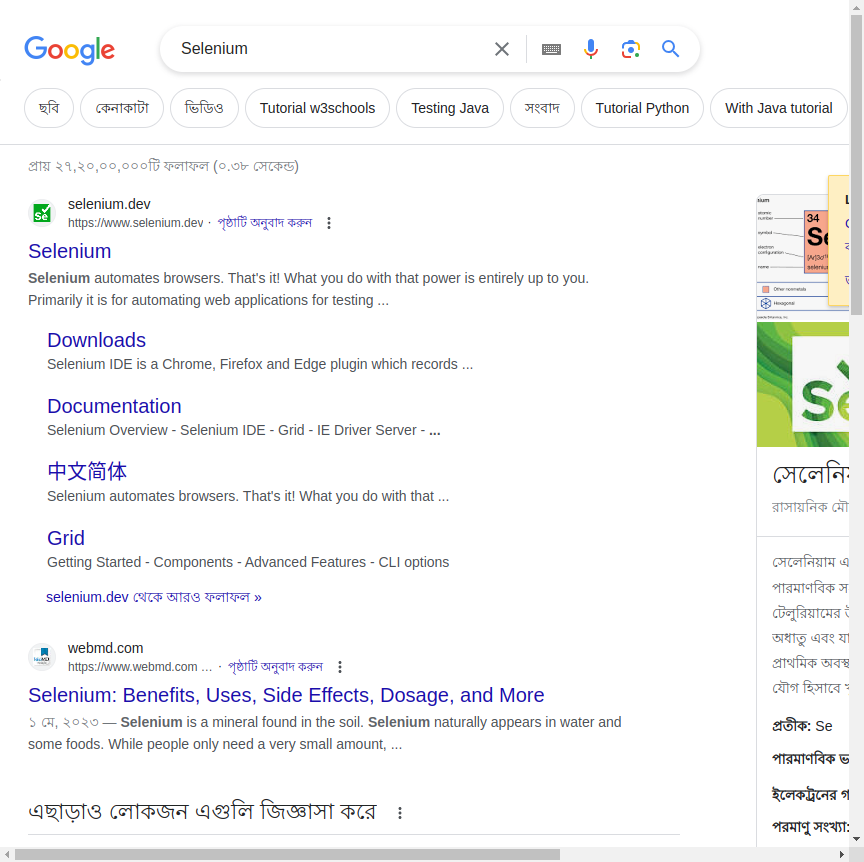 Google
Selenium
ছবি
কেনাকাটা
ভিডিও
Tutorial w3schools
Testing Java
সংবাদ
Tutorial Python
With Java tutorial
প্রায় ২৭,২০,০০,০০০টি ফলাফল (০.৩৮ সেকেন্ড)
selenium.dev
https://www.selenium.dev · পৃষ্ঠাটি অনুবাদ করুন
Selenium
Selenium automates browsers. That's it! What you do with that power is entirely up to you.
Primarily it is for automating web applications for testing ...
Downloads
Selenium IDE is a Chrome, Firefox and Edge plugin which records ...
Documentation
Selenium Overview - Selenium IDE - Grid - IE Driver Server - ...
中文简体
Selenium automates browsers. That's it! What you do with that ...
Grid
Getting Started - Components - Advanced Features - CLI options
selenium.dev থেকে আরও ফলাফল »
webmd.com
https://www.webmd.com ... · পৃষ্ঠাটি অনুবাদ করুন
Selenium: Benefits, Uses, Side Effects, Dosage, and More
১ মে, ২০২৩ — Selenium is a mineral found in the soil. Selenium naturally appears in water and
some foods. While people only need a very small amount, ...
এছাড়াও লোকজন এগুলি জিজ্ঞাসা করে
34
Se
Other nonmetals
Hexagonal
রাসায়নিক
সেলেনিয়াম
পারমাণবিক
টেলুরিয়ামের
অধাতু এবং
প্রাথমিক
যৌগ হিসাবে
প্রতীক: Se
পারমাণবিক
ইলেকট্রনের
পরমাণু সংখ্যা: